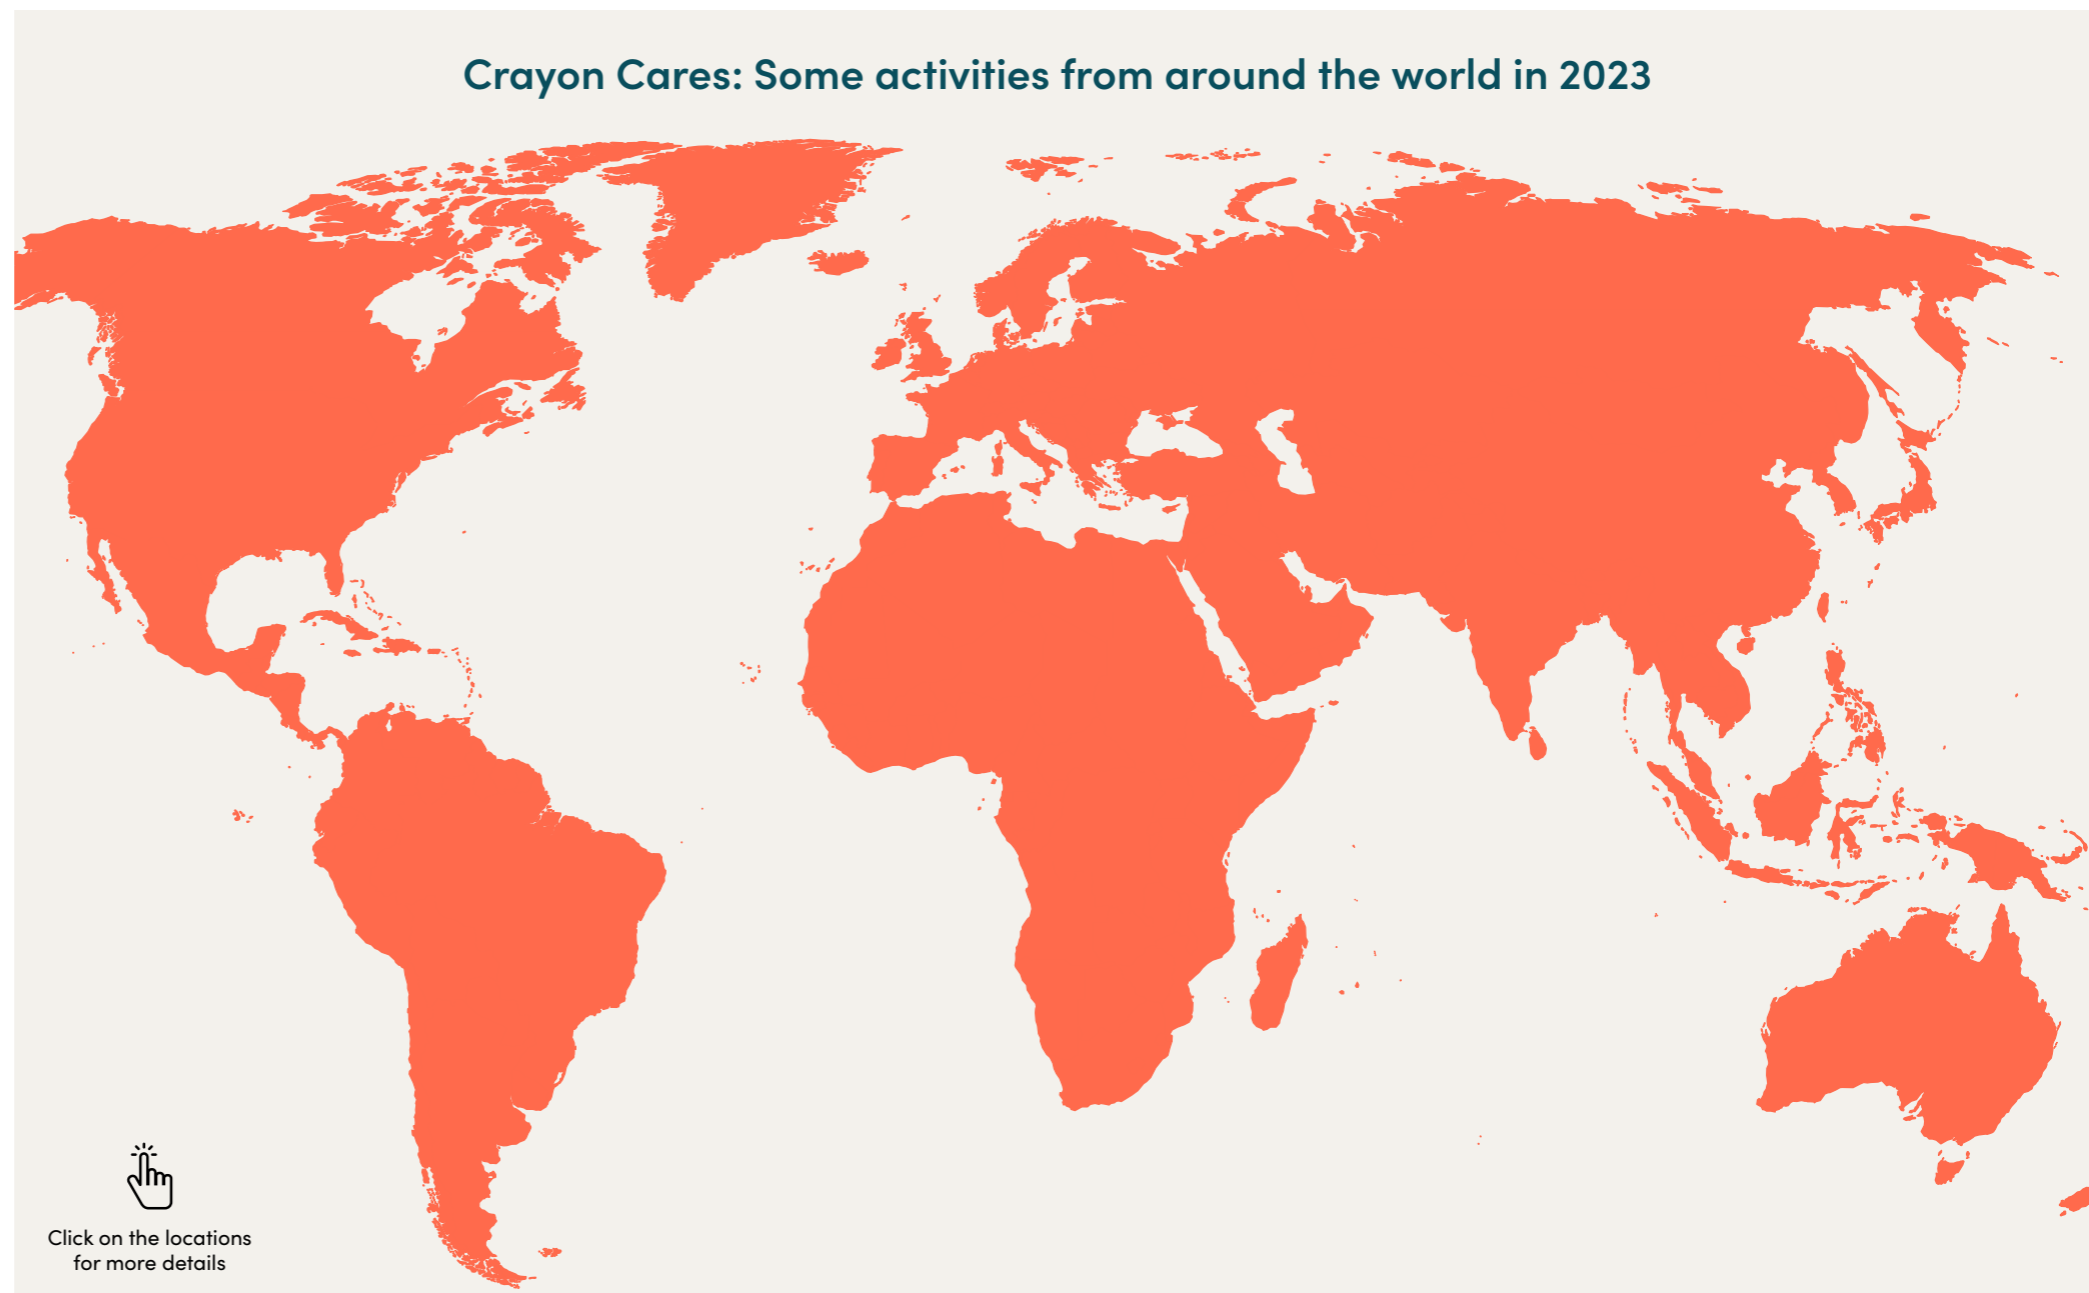 Crayon Cares: Some activities from around the world in 2023
Click on the locations
for more details